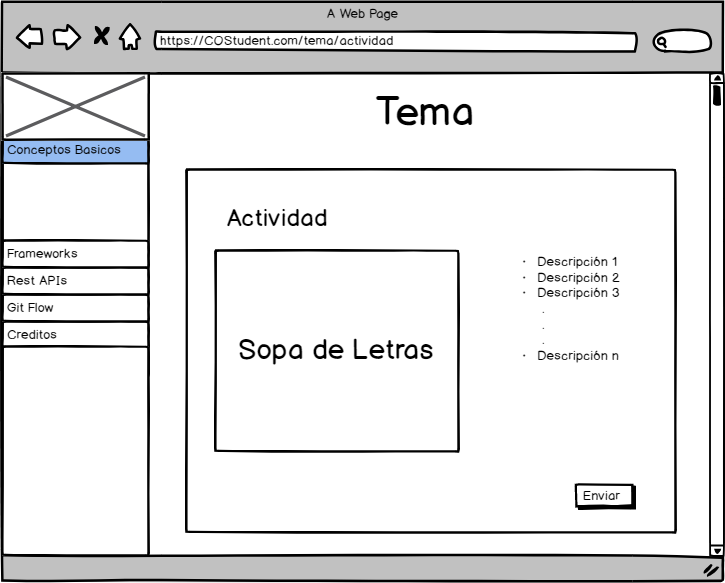 A Web Page
https://COStudent.com/tema/actividad
Conceptos Basicos
Frameworks
Rest APIs
Git Flow
Creditos
Tema
Actividad
Sopa de Letras
· Descripción 1
· Descripción 2
· Descripción 3
.
.
.
· Descripción n
Enviar